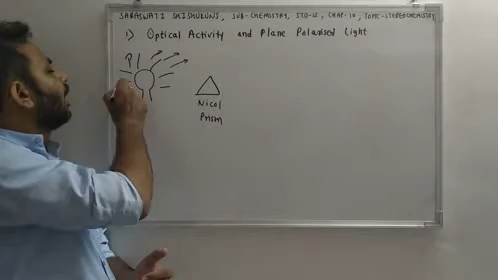 SARASWATI SHISHUKUNJ, SUB-CHEMISTRY, STD-12, CHAP-10, TOPIC-STEREOCHEMISTRY
1) Optical Activity and Plane Polarised Light
Nicol
Prism